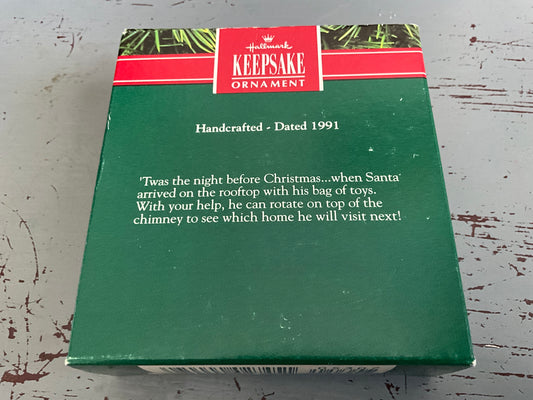 Hallmark
KEEPSAKE
ORNAMENT
Handcrafted - Dated 1991
'Twas the night before Christmas...when Santa
arrived on the rooftop with his bag of toys.
With your help, he can rotate on top of the
chimney to see which home he will visit next!